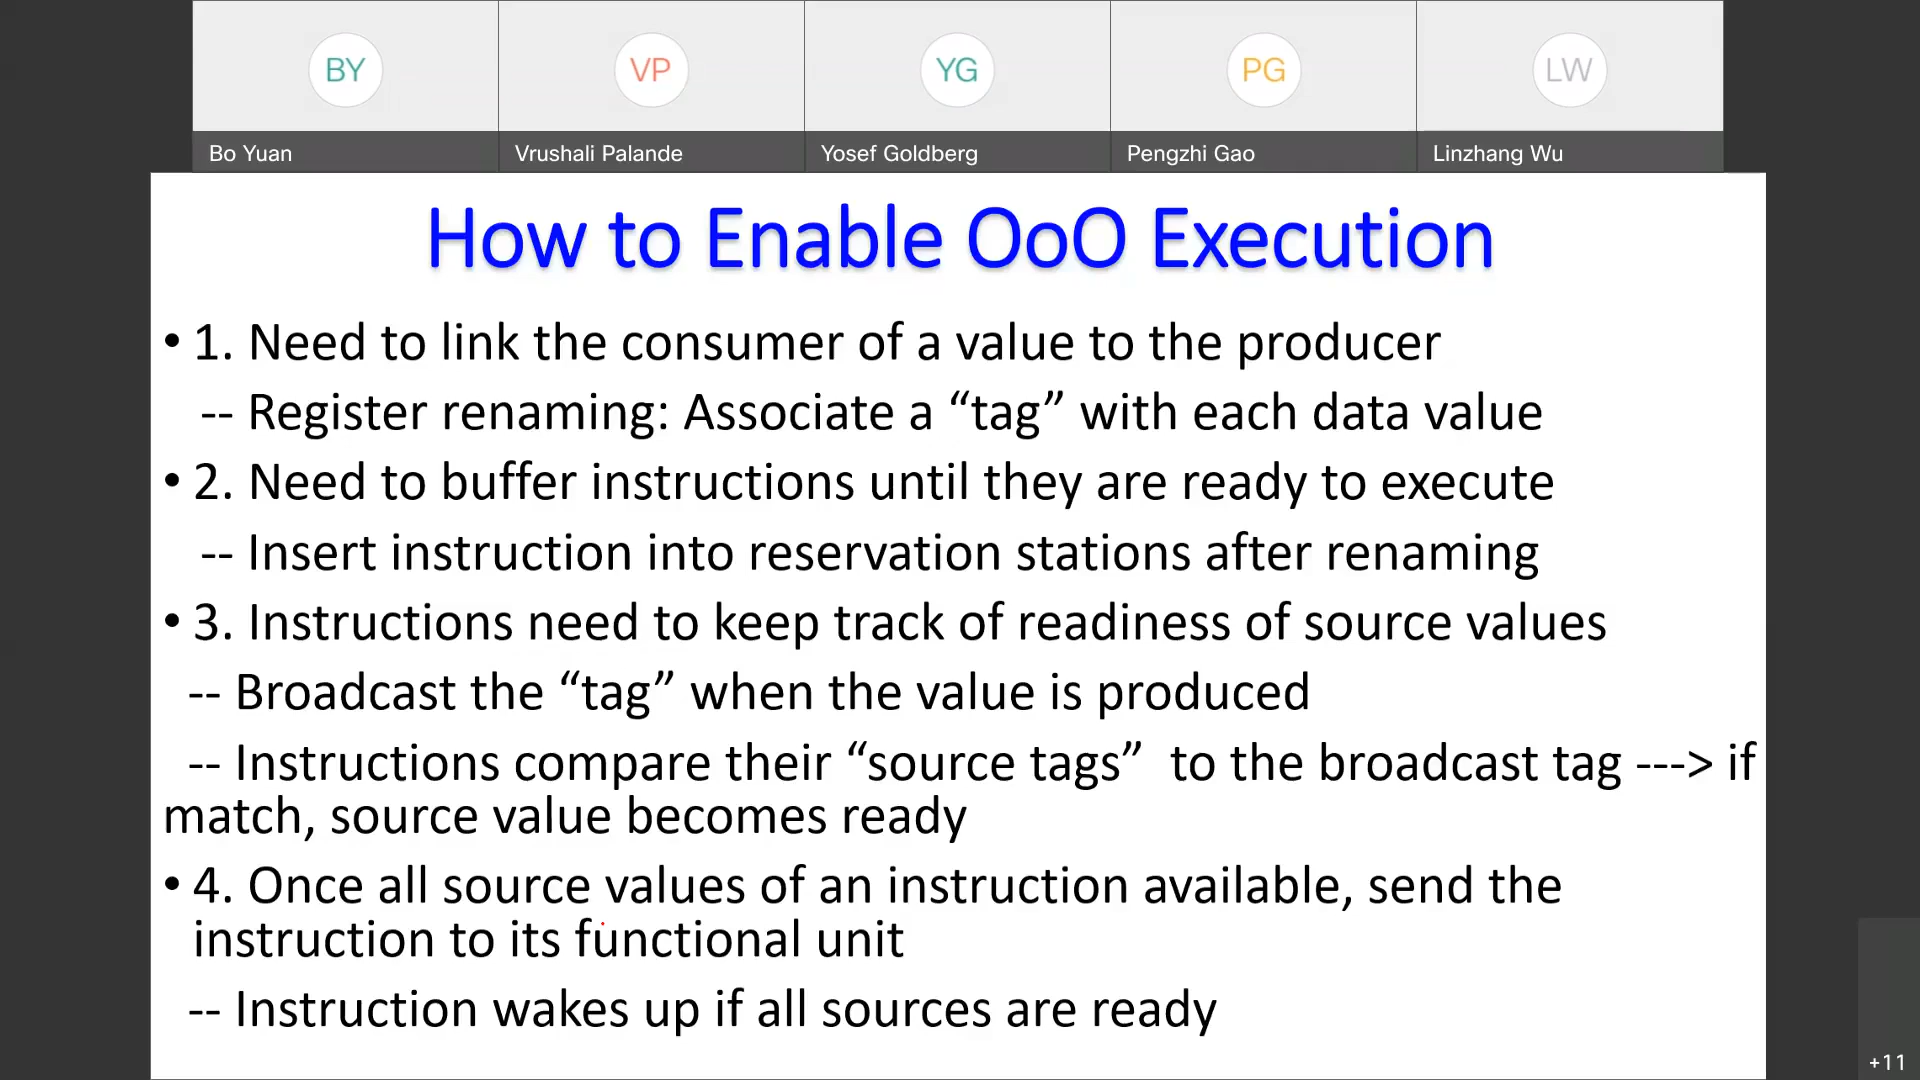 BY
VP
YG
PG
LW
Bo Yuan
Vrushali Palande
Yosef Goldberg
Pengzhi Gao
Linzhang Wu
How to Enable OoO Execution
• 1. Need to link the consumer of a value to the producer
-- Register renaming: Associate a “tag” with each data value
• 2. Need to buffer instructions until they are ready to execute
-- Insert instruction into reservation stations after renaming
• 3. Instructions need to keep track of readiness of source values
-- Broadcast the “tag” when the value is produced
-- Instructions compare their “source tags” to the broadcast tag ---> if
match, source value becomes ready
• 4. Once all source values of an instruction available, send the
instruction to its functional unit
-- Instruction wakes up if all sources are ready
+11